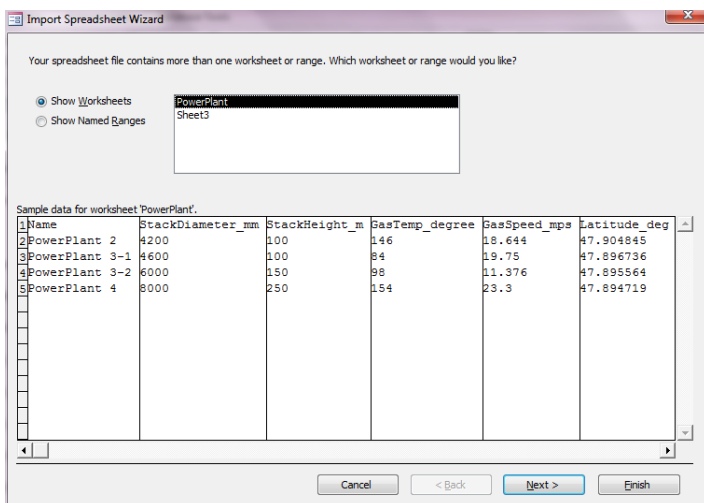 Import Spreadsheet Wizard
Your spreadsheet file contains more than one worksheet or range. Which worksheet or range would you like?
Show Worksheets
Show Named Ranges
PowerPlant
Sheet3
Sample data for worksheet 'PowerPlant'.
1 Name StackDiameter_mm StackHeight_m GasTemp_degree GasSpeed_mps Latitude_deg
2 PowerPlant 2 4200 100 146 18.644 47.904845
3 PowerPlant 3-1 4600 100 84 19.75 47.896736
4 PowerPlant 3-2 6000 150 98 11.376 47.895564
5 PowerPlant 4 8000 250 154 23.3 47.894719
Cancel < Back Next > Finish